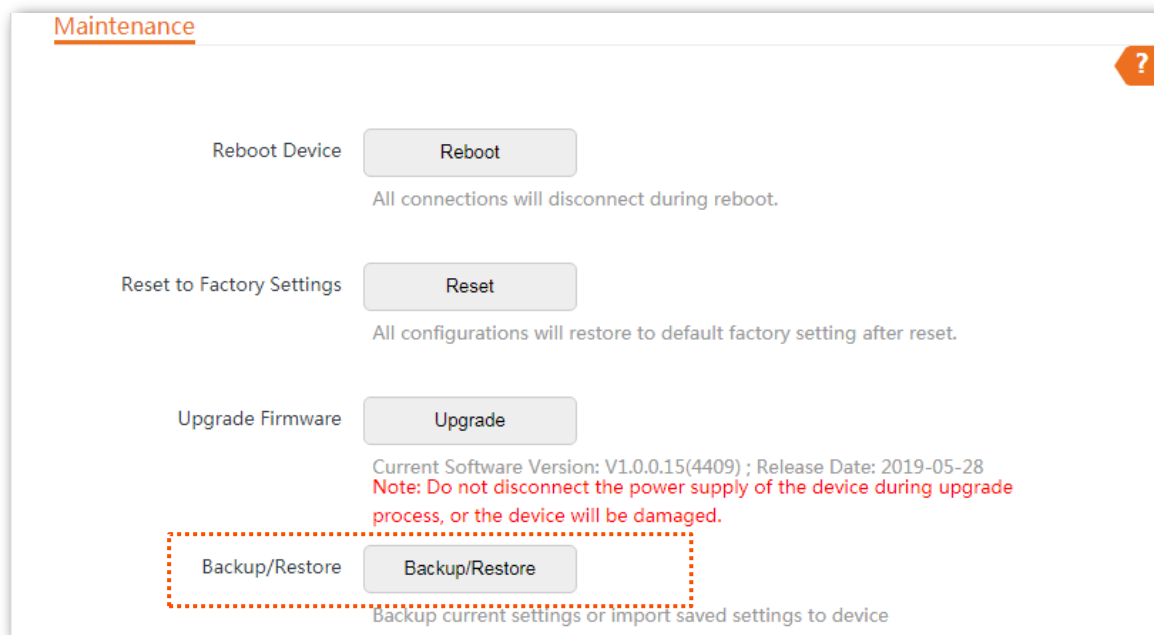 Maintenance
?
Reboot Device Reboot
All connections will disconnect during reboot.
Reset to Factory Settings Reset
All configurations will restore to default factory setting after reset.
Upgrade Firmware Upgrade
Current Software Version: V1.0.0.15(4409) ; Release Date: 2019-05-28
Note: Do not disconnect the power supply of the device during upgrade
process, or the device will be damaged.
Backup/Restore Backup/Restore
Backup current settings or import saved settings to device